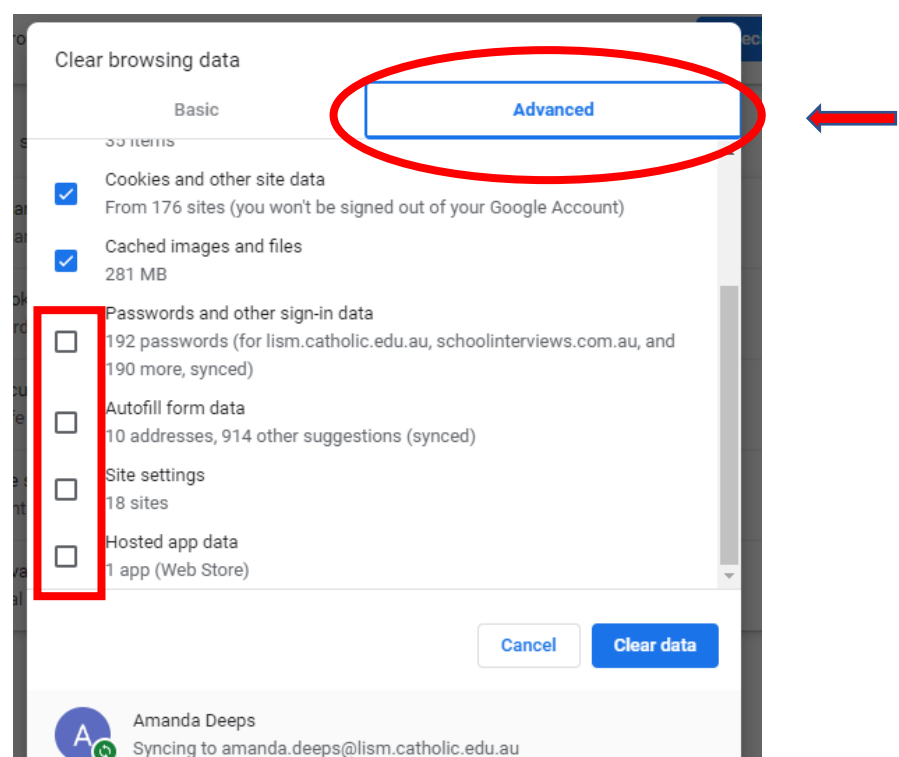 Clear browsing data
Basic
Advanced
35 items
Cookies and other site data
From 176 sites (you won't be signed out of your Google Account)
Cached images and files
281 MB
Passwords and other sign-in data
192 passwords (for lism.catholic.edu.au, schoolinterviews.com.au, and
190 more, synced)
Autofill form data
10 addresses, 914 other suggestions (synced)
Site settings
18 sites
Hosted app data
1 app (Web Store)
Cancel
Clear data
A
Amanda Deeps
Syncing to amanda.deeps@lism.catholic.edu.au